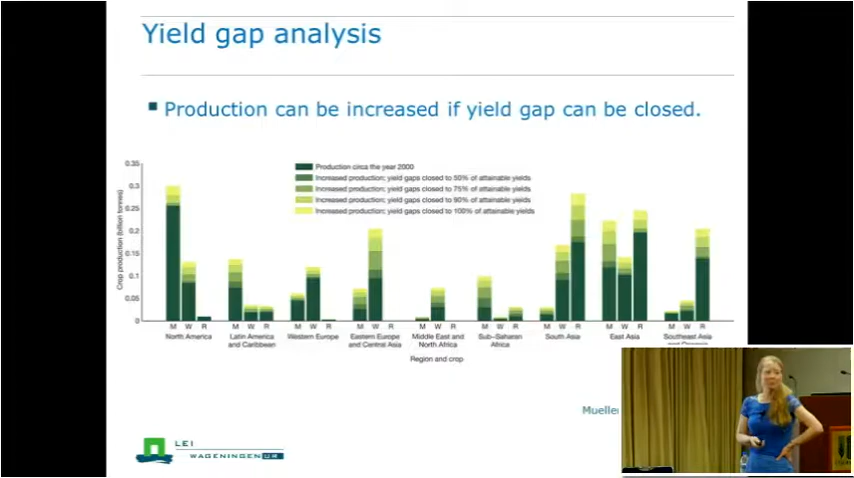 Yield gap analysis
Production can be increased if yield gap can be closed.
0.35
0.3
0.25
0.2
0.15
0.1
0.05
0
Crop production (billion tonnes)
Production circa the year 2000
Increased production; yield gaps closed to 50% of attainable yields
Increased production; yield gaps closed to 75% of attainable yields
Increased production; yield gaps closed to 90% of attainable yields
Increased production; yield gaps closed to 100% of attainable yields
M W R M W R M W R M W R M W R M W R M W R M W R M W R
North America
Latin America
and Caribbean
Western Europe
Eastern Europe
and Central Asia
Middle East and
North Africa
Sub-Saharan
Africa
South Asia
East Asia
Southeast Asia
Region and crop
LEI
WAGENINGEN UR